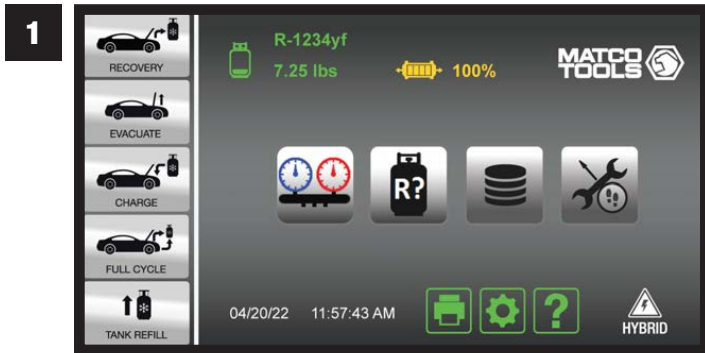 1
RECOVERY
EVACUATE
CHARGE
FULL CYCLE
TANK REFILL
R-1234yf
7.25 lbs
100%
MATCO
TOOLS
R?
04/20/22 11:57:43 AM
?
HYBRID